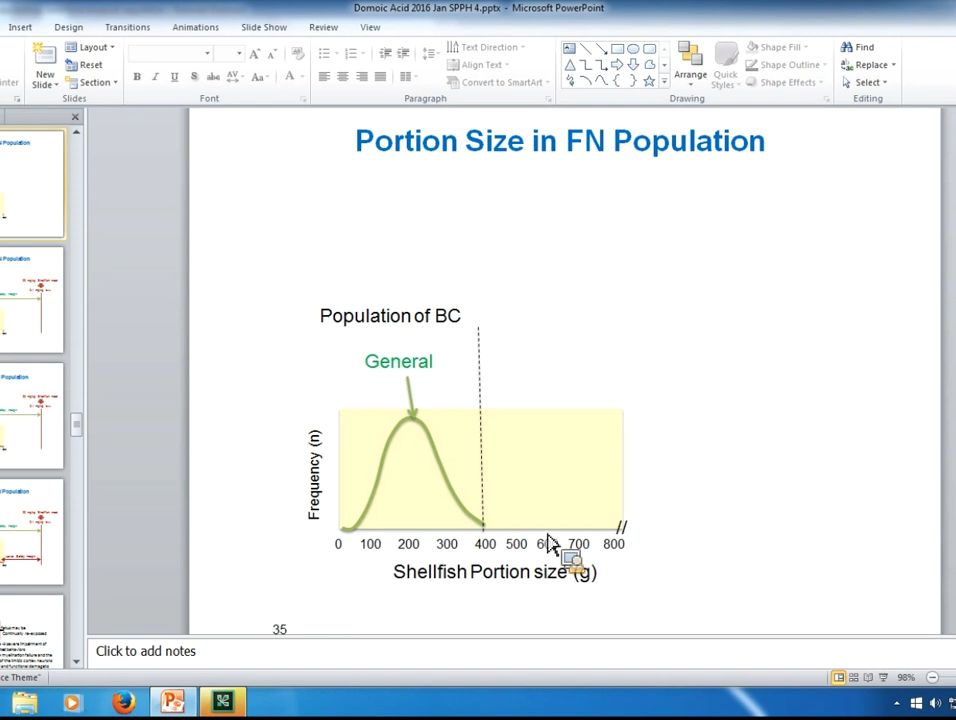 Domoic Acid 2016 Jan SPPH 4.pptx - Microsoft PowerPoint
Insert Design Transitions Animations Slide Show Review View
Layout Text Direction Shape Fill Find
Reset Align Text Shape Outline Replace
New Slide Section B I U S abc AV Aa A Convert to SmartArt Arrange Quick Styles Shape Effects Select
Slides Font Paragraph Drawing Editing
Portion Size in FN Population
Population of BC
General
Frequency (n)
0 100 200 300 400 500 700 800
Shellfish Portion size (g)
35
Click to add notes
98%